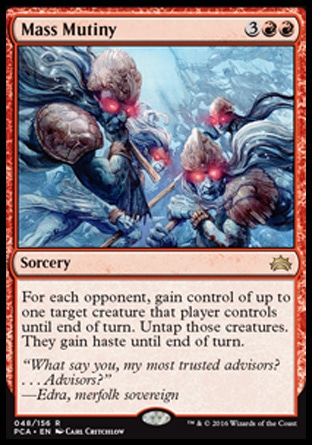 Mass Mutiny 3
Sorcery
For each opponent, gain control of up to
one target creature that player controls
until end of turn. Untap those creatures.
They gain haste until end of turn.
“What say you, my most trusted advisors?
. . . Advisors?”
—Edra, merfolk sovereign
048/156 R
PCA • EN CARL CRITCHLOW
™ & © 2016 Wizards of the Coast